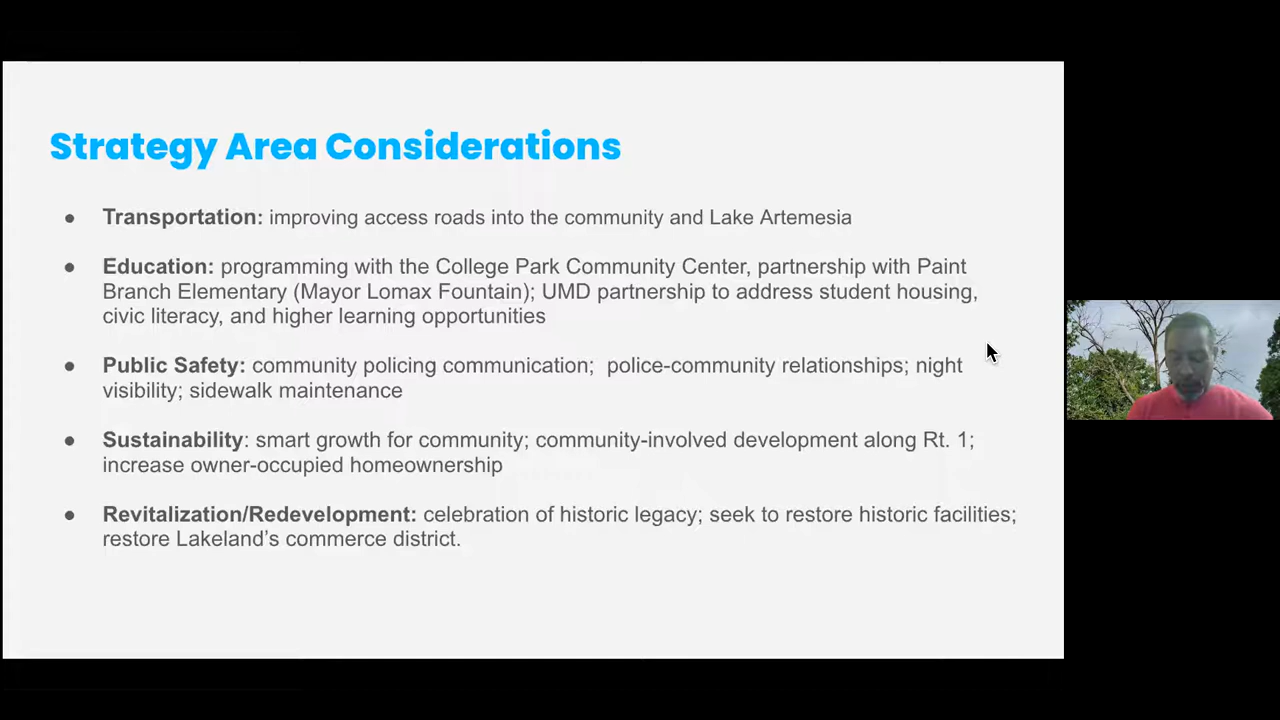 Strategy Area Considerations
● Transportation: improving access roads into the community and Lake Artemesia
● Education: programming with the College Park Community Center, partnership with Paint
Branch Elementary (Mayor Lomax Fountain); UMD partnership to address student housing,
civic literacy, and higher learning opportunities
● Public Safety: community policing communication;  police-community relationships; night
visibility; sidewalk maintenance
● Sustainability: smart growth for community; community-involved development along Rt. 1;
increase owner-occupied homeownership
● Revitalization/Redevelopment: celebration of historic legacy; seek to restore historic facilities;
restore Lakeland’s commerce district.